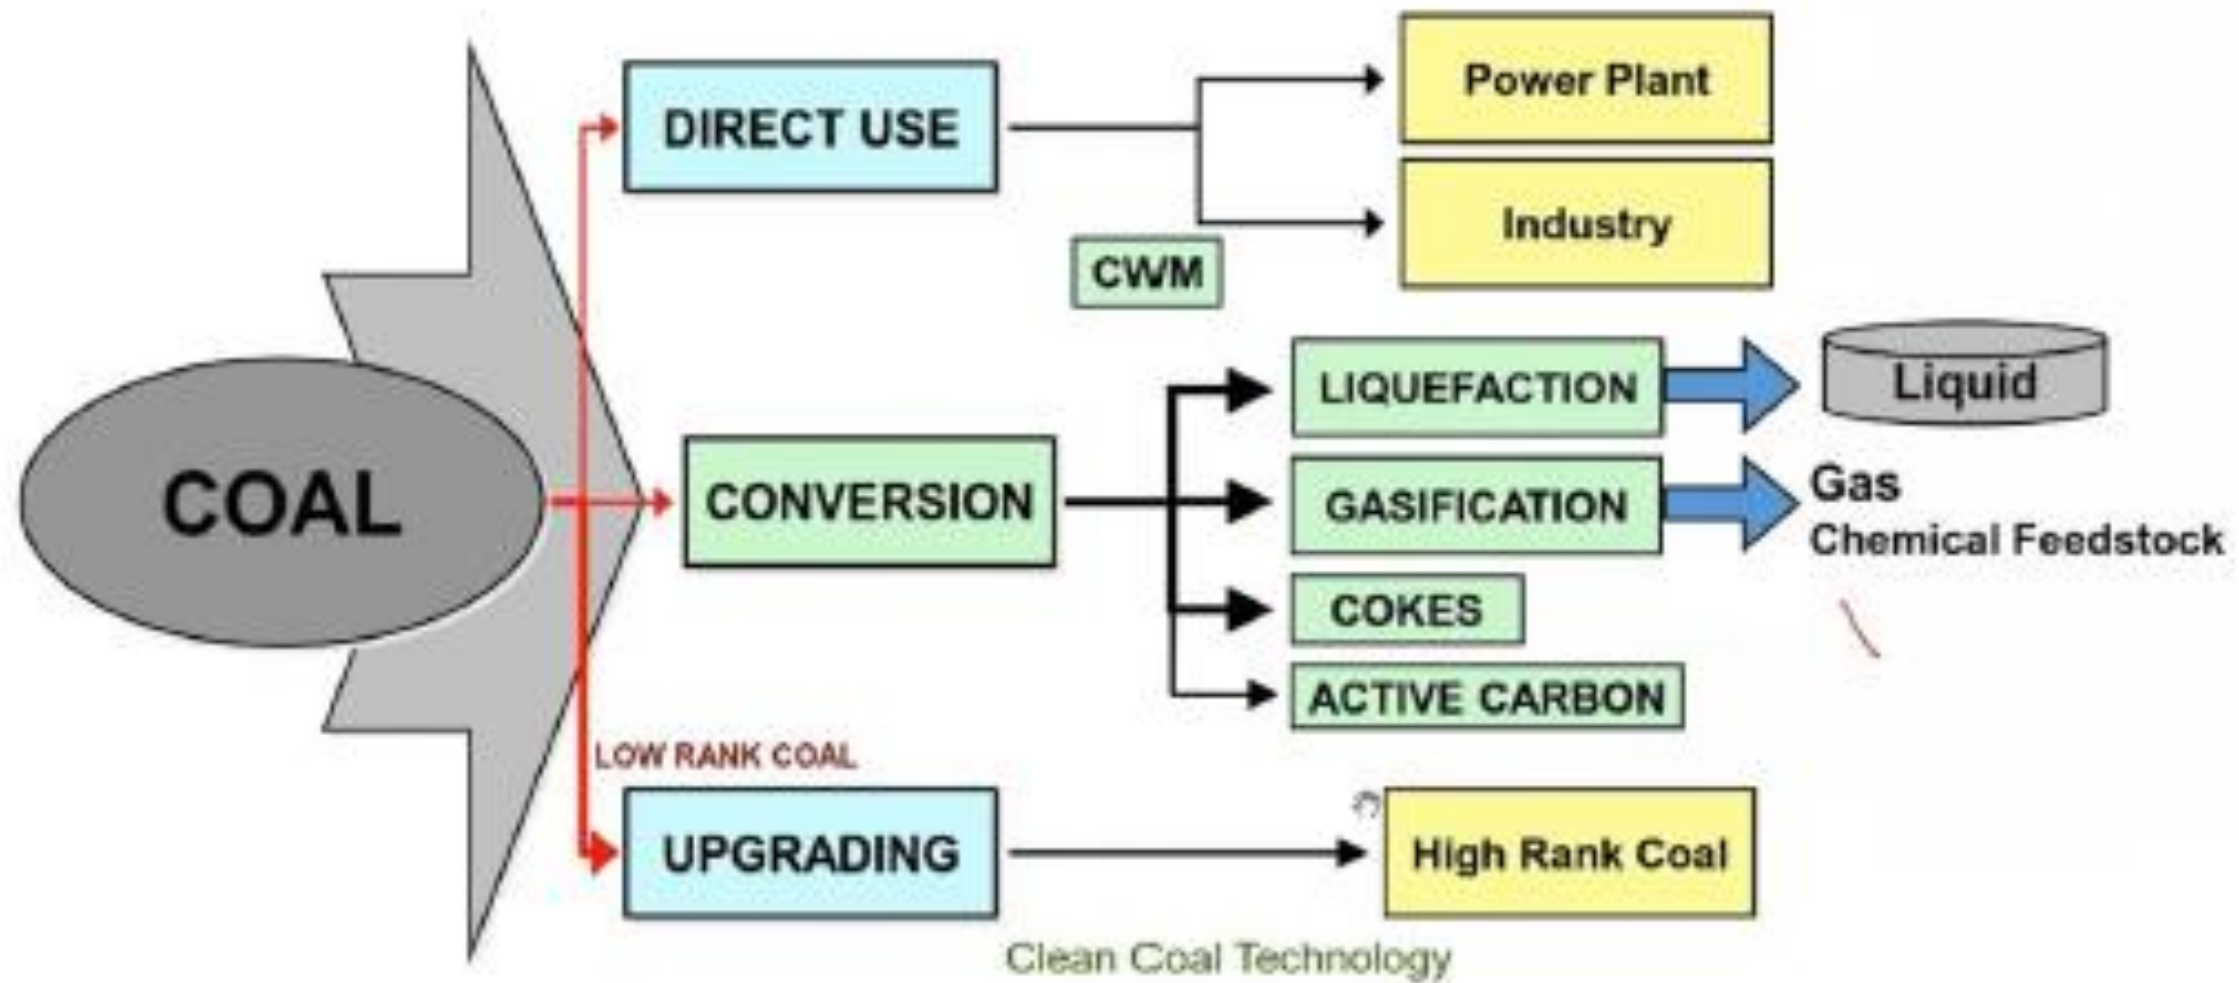 COAL
DIRECT USE
Power Plant
Industry
CWM
CONVERSION
LIQUEFACTION
Liquid
GASIFICATION
Gas
Chemical Feedstock
COKES
ACTIVE CARBON
LOW RANK COAL
UPGRADING
High Rank Coal
Clean Coal Technology